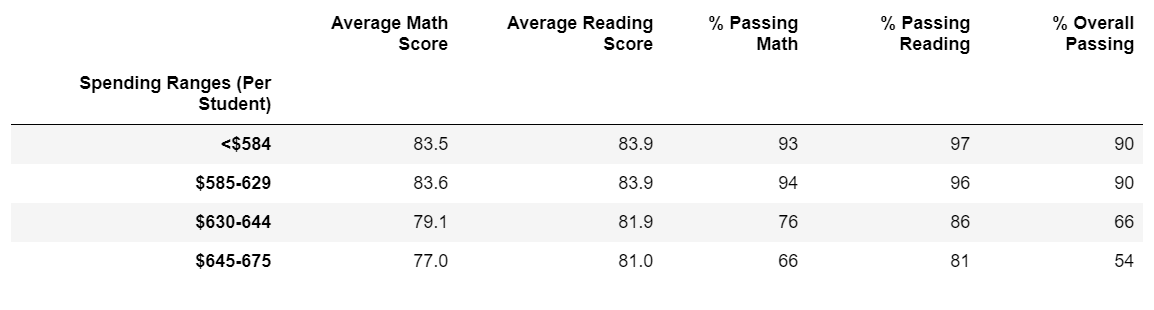 Average Math Average Reading % Passing % Passing % Overall
Score Score Math Reading Passing
Spending Ranges (Per
Student)
<$584 83.5 83.9 93 97 90
$585-629 83.6 83.9 94 96 90
$630-644 79.1 81.9 76 86 66
$645-675 77.0 81.0 66 81 54